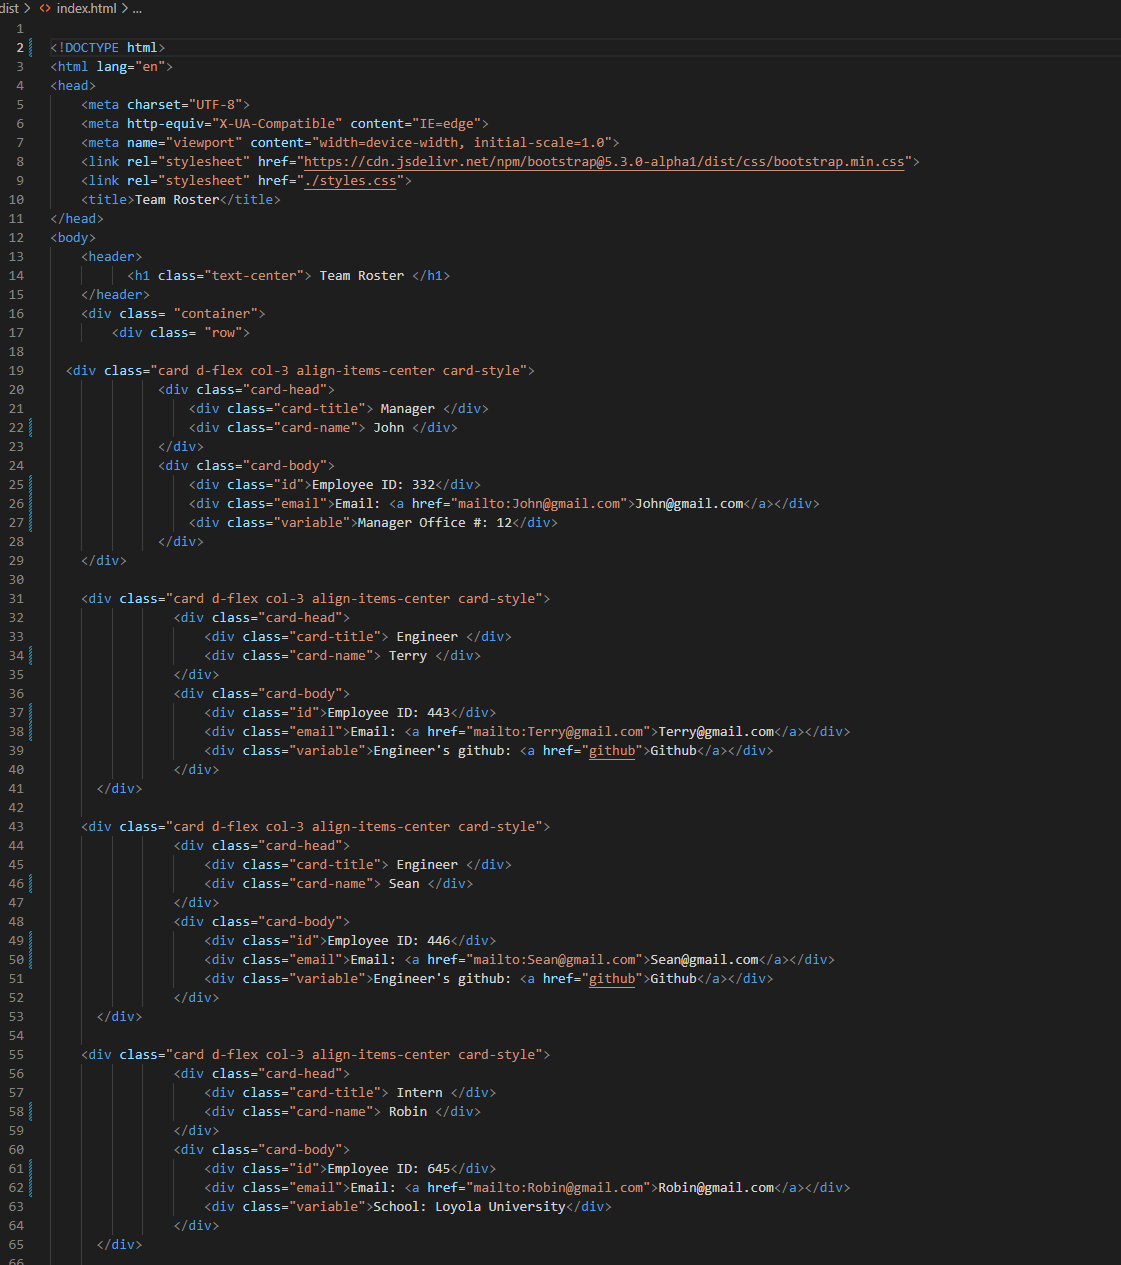 dist > <> index.html > ...
1
2 <!DOCTYPE html>
3 <html lang="en">
4 <head>
5 <meta charset="UTF-8">
6 <meta http-equiv="X-UA-Compatible" content="IE=edge">
7 <meta name="viewport" content="width=device-width, initial-scale=1.0">
8 <link rel="stylesheet" href="https://cdn.jsdelivr.net/npm/bootstrap@5.3.0-alpha1/dist/css/bootstrap.min.css">
9 <link rel="stylesheet" href="./styles.css">
10 <title>Team Roster</title>
11 </head>
12 <body>
13 <header>
14 <h1 class="text-center"> Team Roster </h1>
15 </header>
16 <div class= "container">
17 <div class= "row">
18
19 <div class="card d-flex col-3 align-items-center card-style">
20 <div class="card-head">
21 <div class="card-title"> Manager </div>
22 <div class="card-name"> John </div>
23 </div>
24 <div class="card-body">
25 <div class="id">Employee ID: 332</div>
26 <div class="email">Email: <a href="mailto:John@gmail.com">John@gmail.com</a></div>
27 <div class="variable">Manager Office #: 12</div>
28 </div>
29 </div>
30
31 <div class="card d-flex col-3 align-items-center card-style">
32 <div class="card-head">
33 <div class="card-title"> Engineer </div>
34 <div class="card-name"> Terry </div>
35 </div>
36 <div class="card-body">
37 <div class="id">Employee ID: 443</div>
38 <div class="email">Email: <a href="mailto:Terry@gmail.com">Terry@gmail.com</a></div>
39 <div class="variable">Engineer's github: <a href="github">Github</a></div>
40 </div>
41 </div>
42
43 <div class="card d-flex col-3 align-items-center card-style">
44 <div class="card-head">
45 <div class="card-title"> Engineer </div>
46 <div class="card-name"> Sean </div>
47 </div>
48 <div class="card-body">
49 <div class="id">Employee ID: 446</div>
50 <div class="email">Email: <a href="mailto:Sean@gmail.com">Sean@gmail.com</a></div>
51 <div class="variable">Engineer's github: <a href="github">Github</a></div>
52 </div>
53 </div>
54
55 <div class="card d-flex col-3 align-items-center card-style">
56 <div class="card-head">
57 <div class="card-title"> Intern </div>
58 <div class="card-name"> Robin </div>
59 </div>
60 <div class="card-body">
61 <div class="id">Employee ID: 645</div>
62 <div class="email">Email: <a href="mailto:Robin@gmail.com">Robin@gmail.com</a></div>
63 <div class="variable">School: Loyola University</div>
64 </div>
65 </div>
66